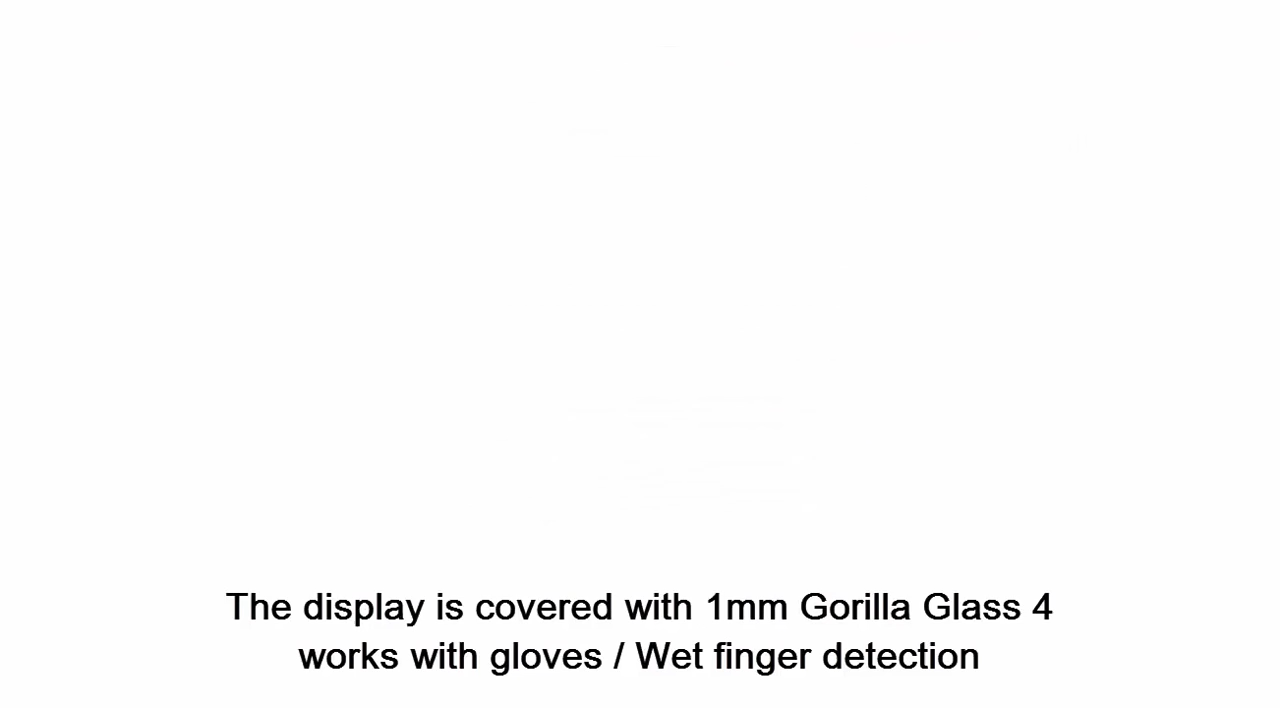 The display is covered with 1mm Gorilla Glass 4
works with gloves / Wet finger detection